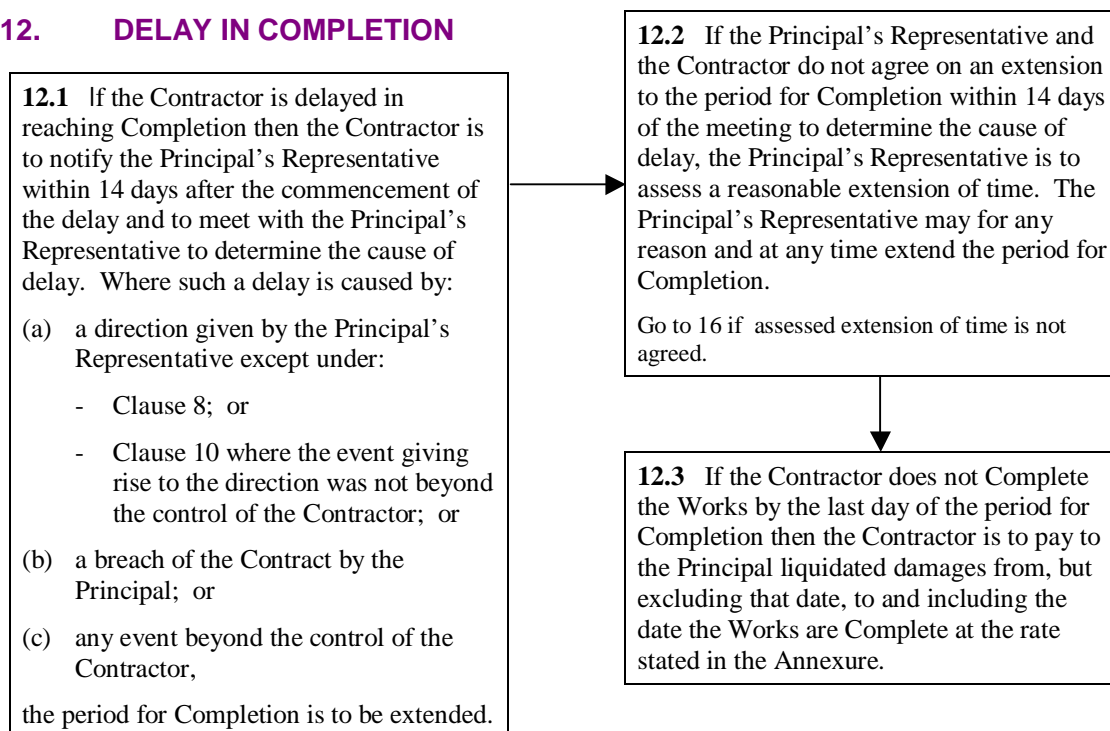 12. DELAY IN COMPLETION
12.1 If the Contractor is delayed in
reaching Completion then the Contractor is
to notify the Principal’s Representative
within 14 days after the commencement of
the delay and to meet with the Principal’s
Representative to determine the cause of
delay. Where such a delay is caused by:
(a) a direction given by the Principal’s
Representative except under:
- Clause 8; or
- Clause 10 where the event giving
rise to the direction was not beyond
the control of the Contractor; or
(b) a breach of the Contract by the
Principal; or
(c) any event beyond the control of the
Contractor,
the period for Completion is to be extended.
12.2 If the Principal’s Representative and
the Contractor do not agree on an extension
to the period for Completion within 14 days
of the meeting to determine the cause of
delay, the Principal’s Representative is to
assess a reasonable extension of time. The
Principal’s Representative may for any
reason and at any time extend the period for
Completion.
Go to 16 if assessed extension of time is not
agreed.
12.3 If the Contractor does not Complete
the Works by the last day of the period for
Completion then the Contractor is to pay to
the Principal liquidated damages from, but
excluding that date, to and including the
date the Works are Complete at the rate
stated in the Annexure.